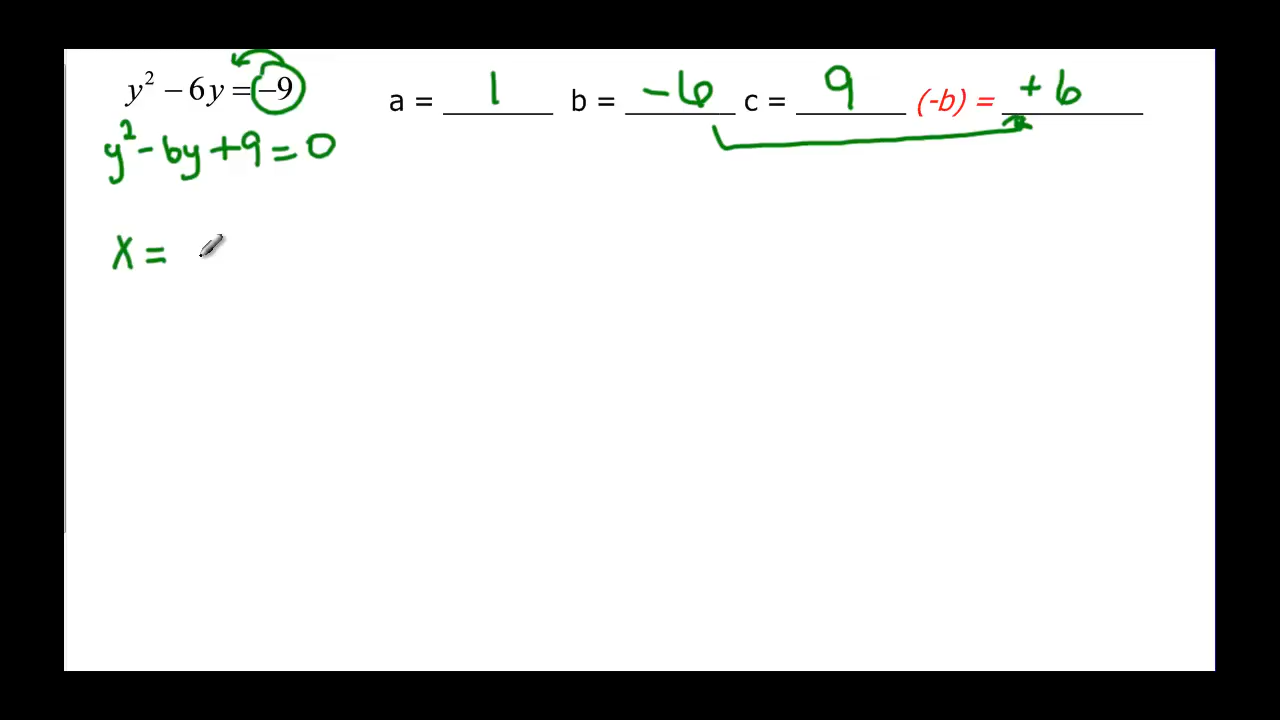 y² − 6y = −9 a = 1 b = -6 c = 9 (-b) = +6
y² - 6y + 9 = 0
x =